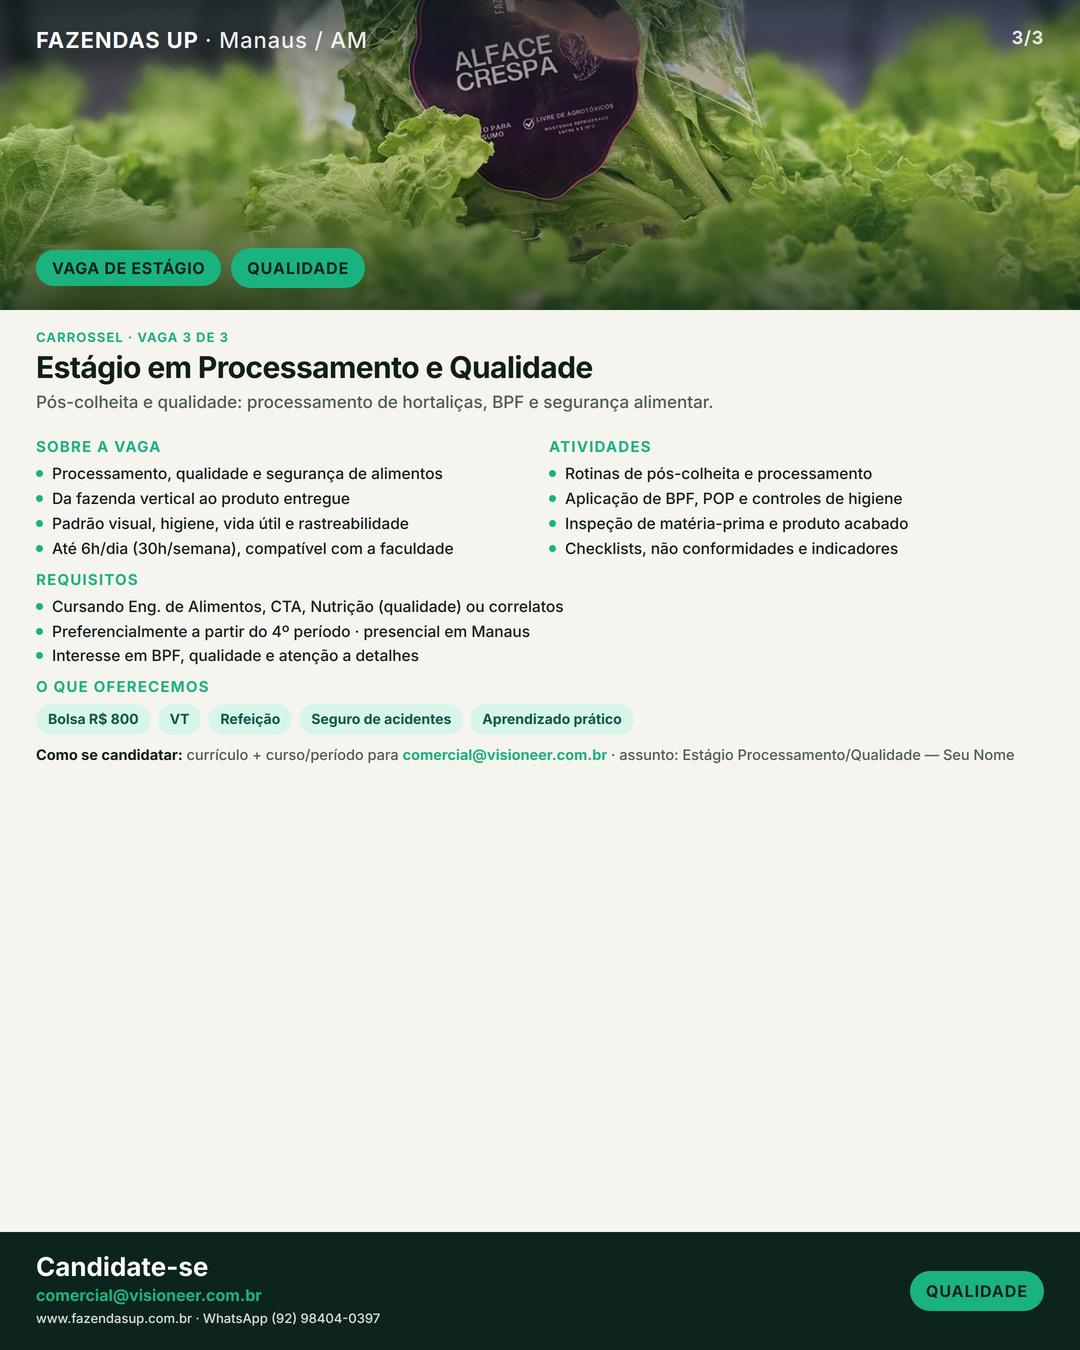 FAZENDAS UP · Manaus / AM
3/3
ALFACE
CRESPA
LIVRE DE AGROTÓXICOS
MANTENHA REFRIGERADO
VAGA DE ESTÁGIO
QUALIDADE
CARROSSEL · VAGA 3 DE 3
Estágio em Processamento e Qualidade
Pós-colheita e qualidade: processamento de hortaliças, BPF e segurança alimentar.
SOBRE A VAGA
Processamento, qualidade e segurança de alimentos
Da fazenda vertical ao produto entregue
Padrão visual, higiene, vida útil e rastreabilidade
Até 6h/dia (30h/semana), compatível com a faculdade
ATIVIDADES
Rotinas de pós-colheita e processamento
Aplicação de BPF, POP e controles de higiene
Inspeção de matéria-prima e produto acabado
Checklists, não conformidades e indicadores
REQUISITOS
Cursando Eng. de Alimentos, CTA, Nutrição (qualidade) ou correlatos
Preferencialmente a partir do 4º período · presencial em Manaus
Interesse em BPF, qualidade e atenção a detalhes
O QUE OFERECEMOS
Bolsa R$ 800
VT
Refeição
Seguro de acidentes
Aprendizado prático
Como se candidatar: currículo + curso/período para comercial@visioneer.com.br · assunto: Estágio Processamento/Qualidade — Seu Nome
Candidate-se
comercial@visioneer.com.br
www.fazendasup.com.br · WhatsApp (92) 98404-0397
QUALIDADE